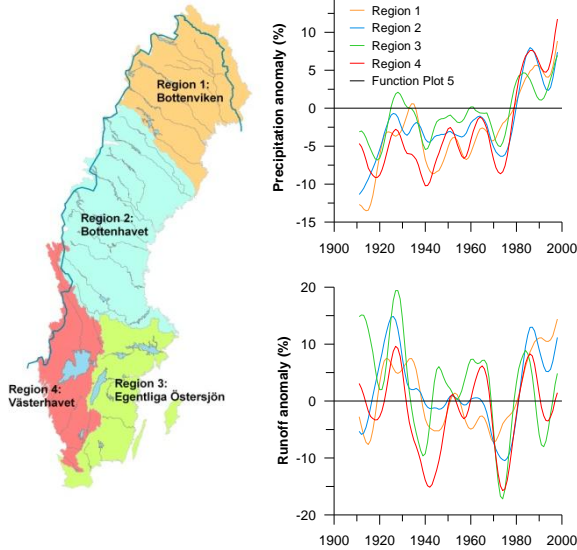 Region 1:
Bottenviken
Region 2:
Bottenhavet
Region 3:
Egentliga Östersjön
Region 4:
Västerhavet
Precipitation anomaly (%)
10
5
0
-5
-10
-15
Region 1
Region 2
Region 3
Region 4
Function Plot 5
1900 1920 1940 1960 1980 2000
Runoff anomaly (%)
20
10
0
-10
-20
1900 1920 1940 1960 1980 2000